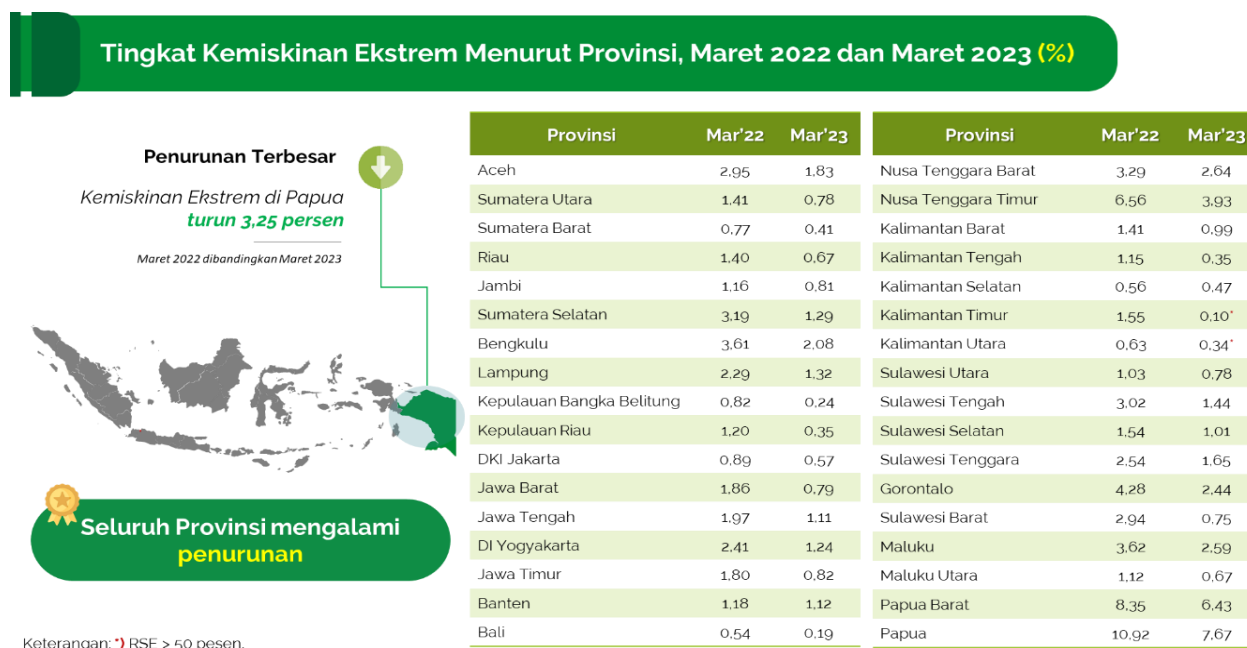 Tingkat Kemiskinan Ekstrem Menurut Provinsi, Maret 2022 dan Maret 2023 (%)
Penurunan Terbesar
Kemiskinan Ekstrem di Papua
turun 3,25 persen
Maret 2022 dibandingkan Maret 2023
Seluruh Provinsi mengalami
penurunan
Keterangan: *) RSE > 50 pesen.
Provinsi Mar'22 Mar'23
Aceh 2,95 1,83
Sumatera Utara 1,41 0,78
Sumatera Barat 0,77 0,41
Riau 1,40 0,67
Jambi 1,16 0,81
Sumatera Selatan 3,19 1,29
Bengkulu 3,61 2,08
Lampung 2,29 1,32
Kepulauan Bangka Belitung 0,82 0,24
Kepulauan Riau 1,20 0,35
DKI Jakarta 0,89 0,57
Jawa Barat 1,86 0,79
Jawa Tengah 1,97 1,11
DI Yogyakarta 2,41 1,24
Jawa Timur 1,80 0,82
Banten 1,18 1,12
Bali 0,54 0,19
Provinsi Mar'22 Mar'23
Nusa Tenggara Barat 3,29 2,64
Nusa Tenggara Timur 6,56 3,93
Kalimantan Barat 1,41 0,99
Kalimantan Tengah 1,15 0,35
Kalimantan Selatan 0,56 0,47
Kalimantan Timur 1,55 0,10*
Kalimantan Utara 0,63 0,34*
Sulawesi Utara 1,03 0,78
Sulawesi Tengah 3,02 1,44
Sulawesi Selatan 1,54 1,01
Sulawesi Tenggara 2,54 1,65
Gorontalo 4,28 2,44
Sulawesi Barat 2,94 0,75
Maluku 3,62 2,59
Maluku Utara 1,12 0,67
Papua Barat 8,35 6,43
Papua 10,92 7,67